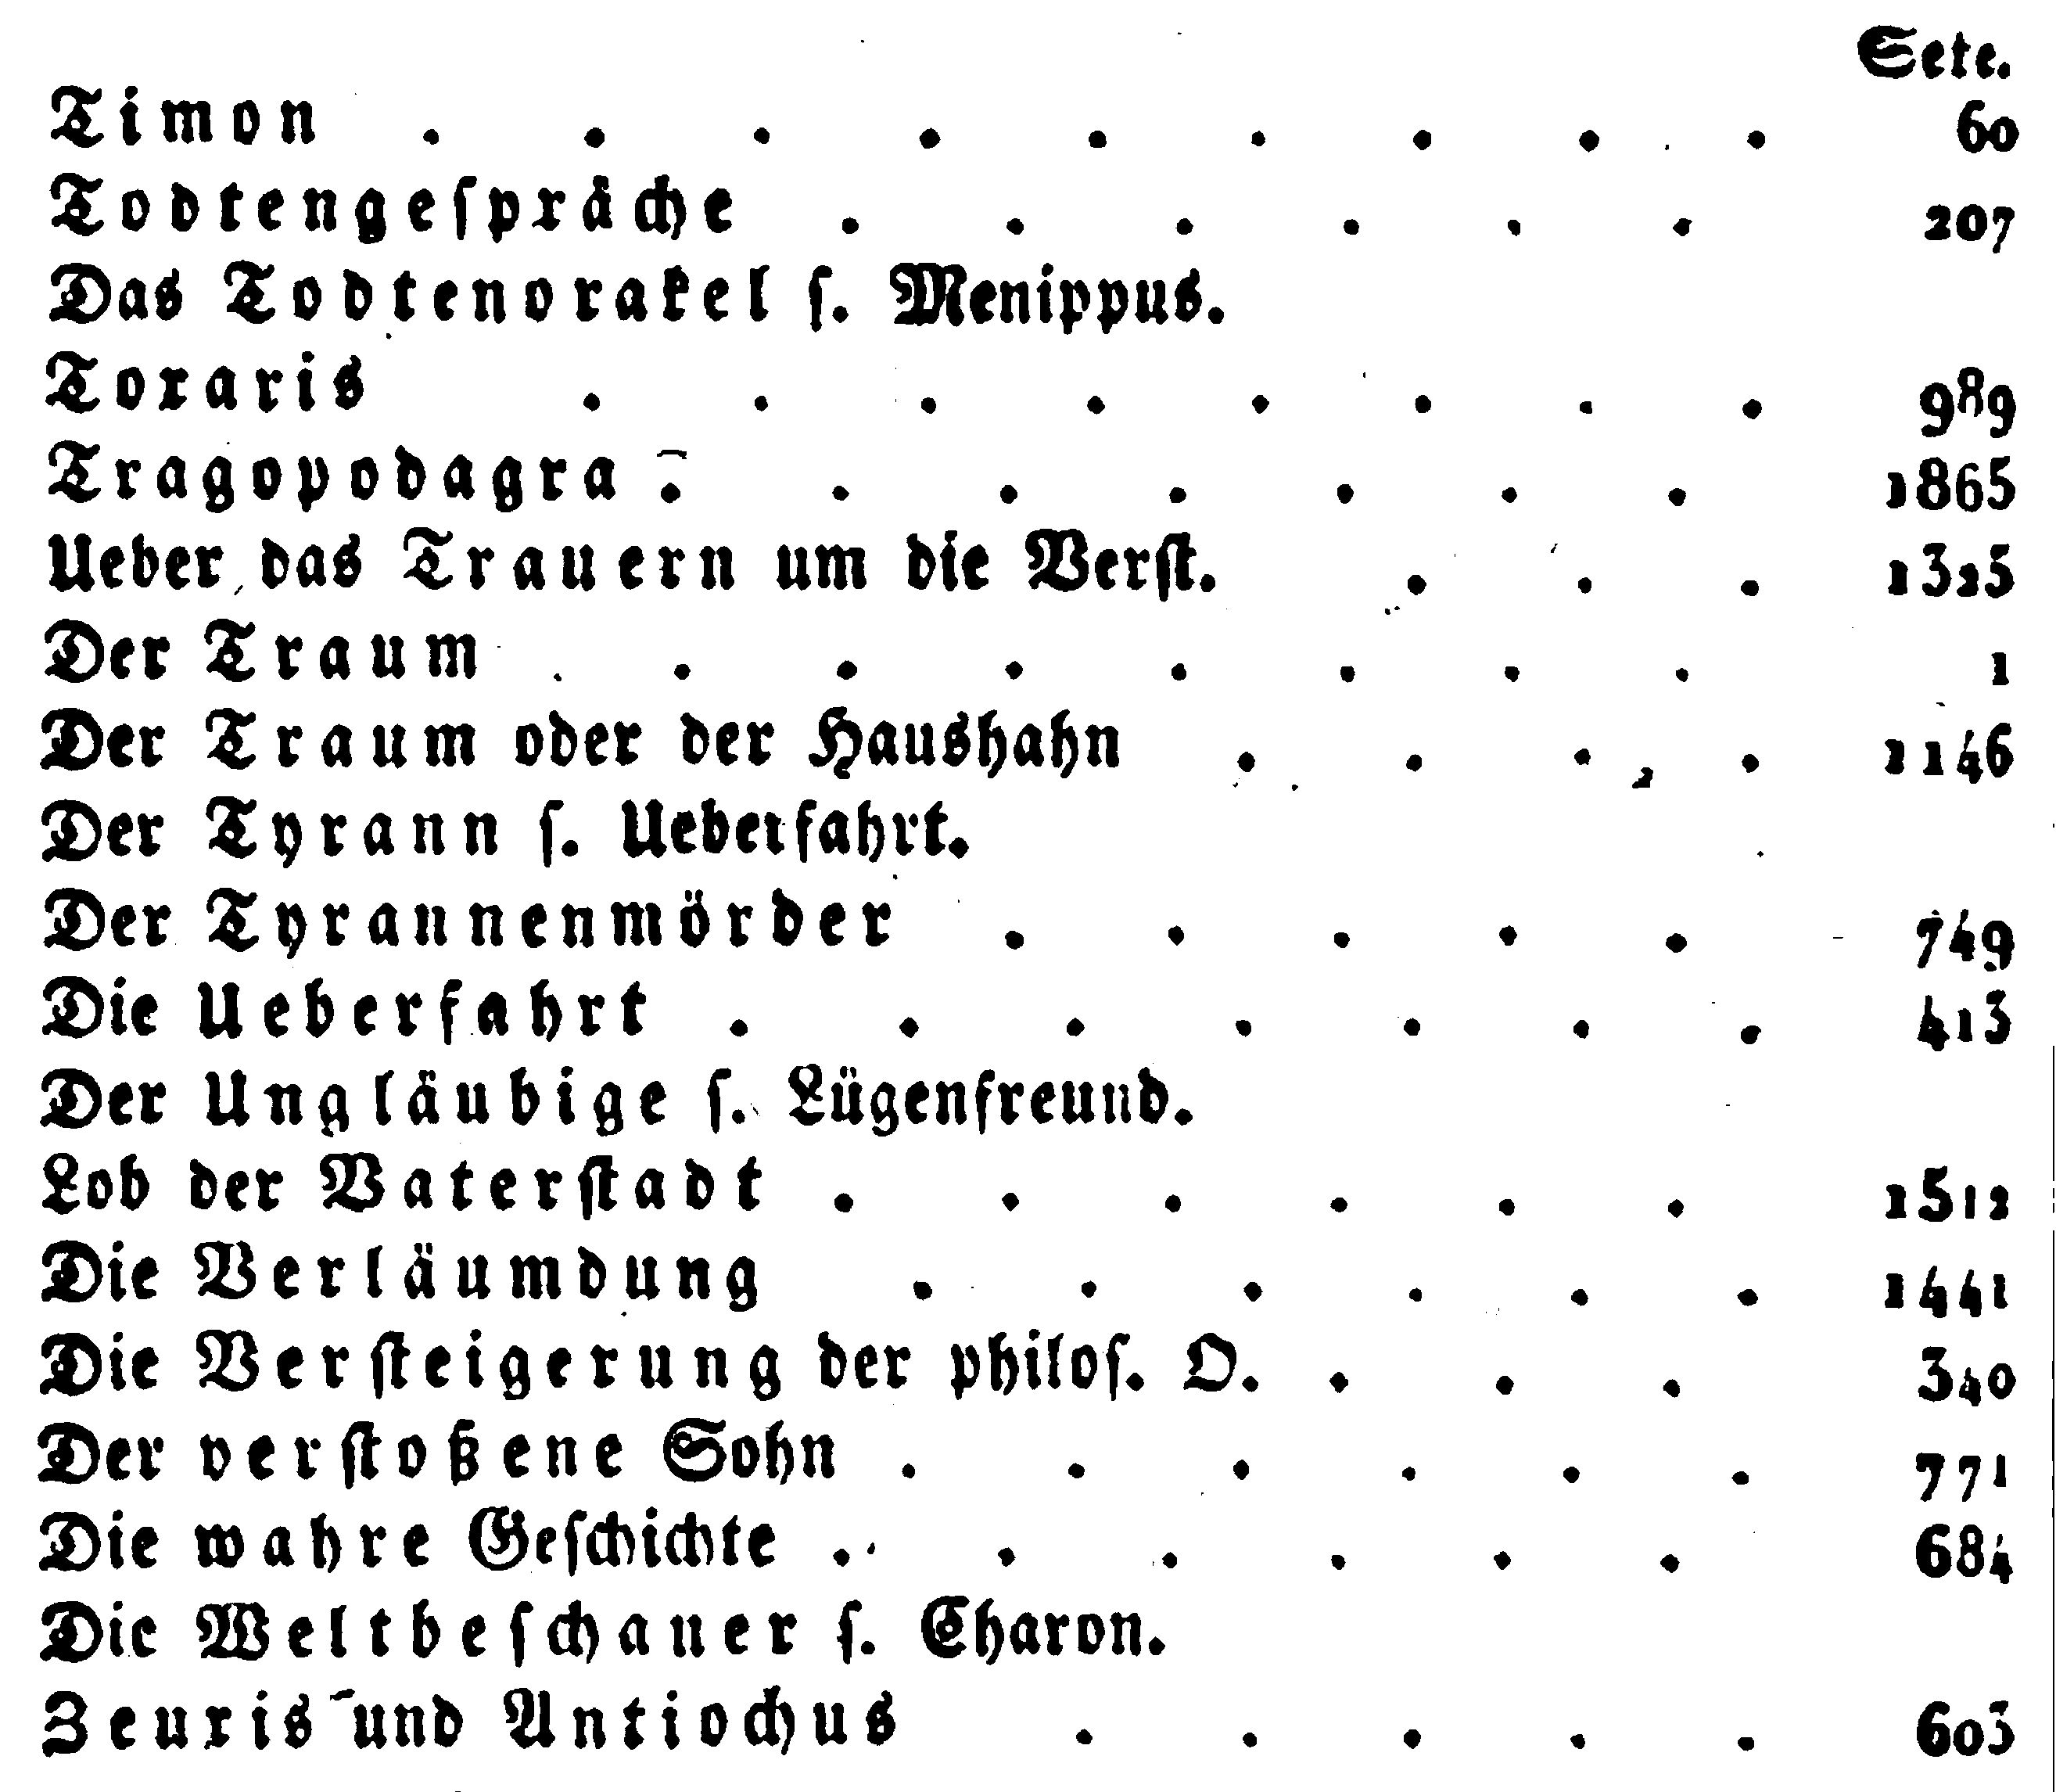 Sete.
Timon . . . . . . . . . 60
Todtengespräche . . . . . . 207
Das Todtenorakel s. Menippus.
Toxaris . . . . . . . . 989
Tragopodagra . . . . . . . 1865
Ueber das Trauern um die Verst. . . . 1325
Der Traum . . . . . . . . 1
Der Traum oder der Haushahn . . . . 1146
Der Tyrann s. Ueberfahrt.
Der Tyrannenmörder . . . . . 749
Die Ueberfahrt . . . . . . . 413
Der Ungläubige s. Lügenfreund.
Lob der Vaterstadt . . . . . . 1512
Die Verläumdung . . . . . . 1441
Die Versteigerung der philos. O. . . . 340
Der verstoßene Sohn . . . . . . 771
Die wahre Geschichte . . . . . . 684
Die Weltbeschauer s. Charon.
Zeuxis und Antiochus . . . . . 603